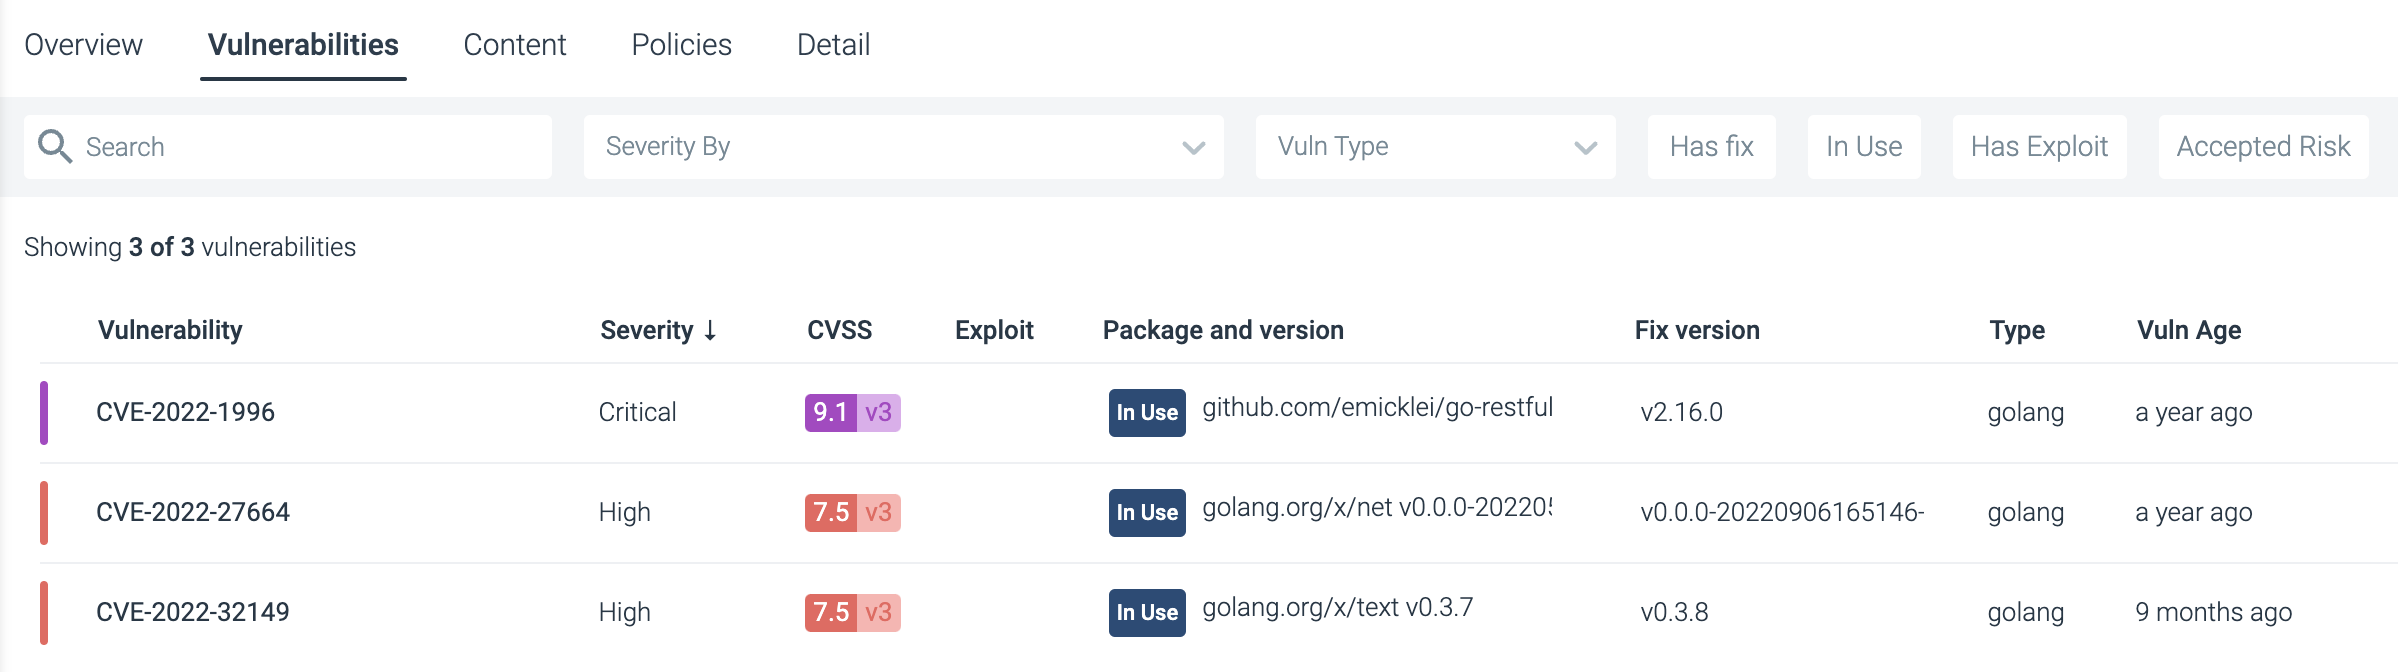 Overview Vulnerabilities Content Policies Detail
Search Severity By Vuln Type Has fix In Use Has Exploit Accepted Risk
Showing 3 of 3 vulnerabilities
Vulnerability Severity ↓ CVSS Exploit Package and version Fix version Type Vuln Age
CVE-2022-1996 Critical 9.1 v3 In Use github.com/emicklei/go-restful v2.16.0 golang a year ago
CVE-2022-27664 High 7.5 v3 In Use golang.org/x/net v0.0.0-20220 v0.0.0-20220906165146- golang a year ago
CVE-2022-32149 High 7.5 v3 In Use golang.org/x/text v0.3.7 v0.3.8 golang 9 months ago